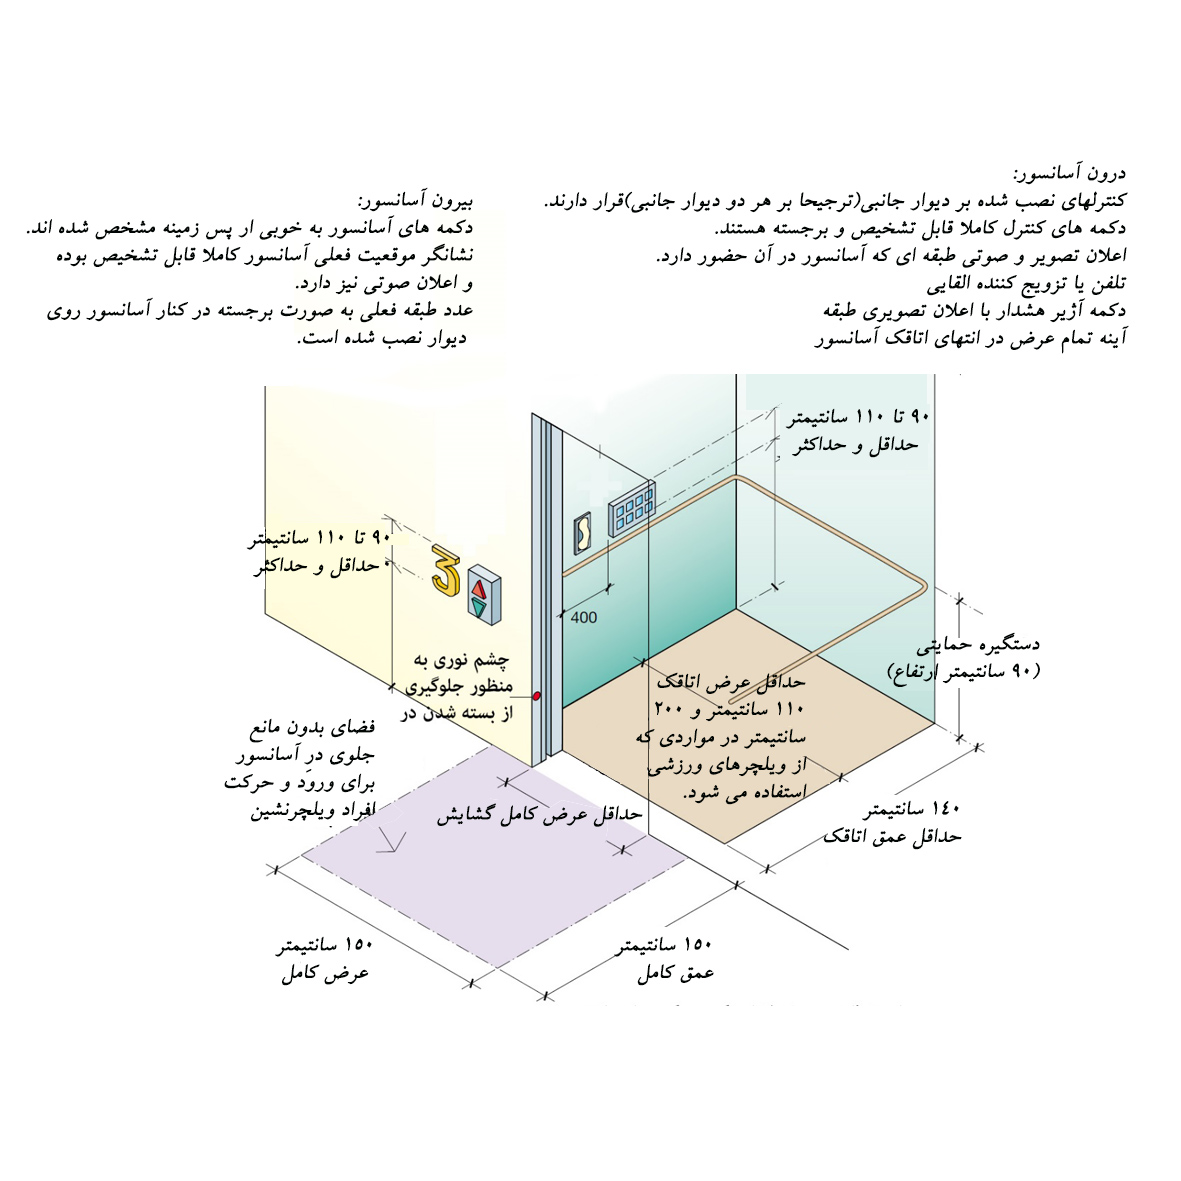 درون آسانسور:
کنترلهای نصب شده بر دیوار جانبی(ترجیحا بر هر دو دیوار جانبی)قرار دارند.
دکمه های کنترل کاملا قابل تشخیص و برجسته هستند.
اعلان تصویر و صوتی طبقه ای که آسانسور در آن حضور دارد.
تلفن یا تزویج کننده القایی
دکمه آژیر هشدار با اعلان تصویری طبقه
آینه تمام عرض در انتهای اتاقک آسانسور
بیرون آسانسور:
دکمه های آسانسور به خوبی ار پس زمینه مشخص شده اند.
نشانگر موقعیت فعلی آسانسور کاملا قابل تشخیص بوده
و اعلان صوتی نیز دارد.
عدد طبقه فعلی به صورت برجسته در کنار آسانسور روی
دیوار نصب شده است.
۹۰ تا ۱۱۰ سانتیمتر
حداقل و حداکثر
۹۰ تا ۱۱۰ سانتیمتر
حداقل و حداکثر
3
400
دستگیره حمایتی
(۹۰ سانتیمتر ارتفاع)
چشم نوری به
منظور جلوگیری
از بسته شدن در
حداقل عرض اتاقک
۱۱۰ سانتیمتر و ۲۰۰
سانتیمتر در مواردی که
از ویلچرهای ورزشی
استفاده می شود.
فضای بدون مانع
جلوی درِ آسانسور
برای ورود و حرکت
افراد ویلچرنشین
حداقل عرض کامل گشایش
۱٤۰ سانتیمتر
حداقل عمق اتاقک
۱٥۰ سانتیمتر
عرض کامل
۱٥۰ سانتیمتر
عمق کامل